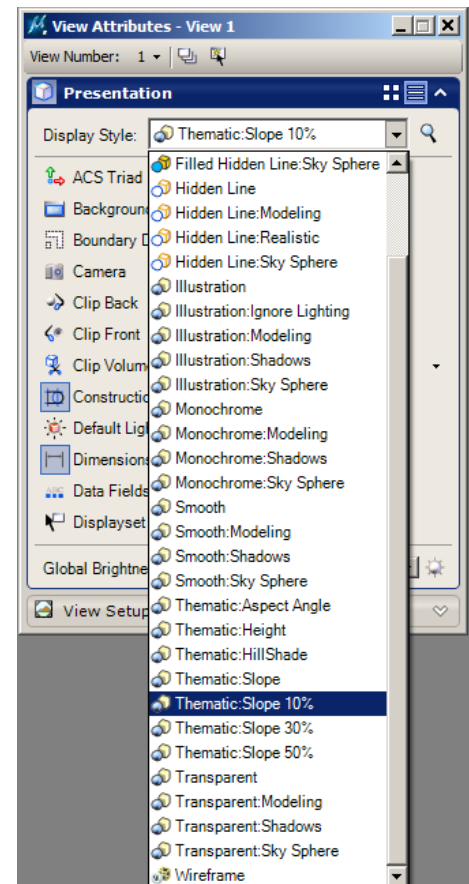 View Attributes - View 1
View Number: 1
Presentation
Display Style: Thematic:Slope 10%
Filled Hidden Line:Sky Sphere
ACS Triad
Hidden Line
Background
Hidden Line:Modeling
Boundary D
Hidden Line:Realistic
Camera
Hidden Line:Sky Sphere
Illustration
Clip Back
Illustration:Ignore Lighting
Clip Front
Illustration:Modeling
Illustration:Shadows
Clip Volum
Illustration:Sky Sphere
Constructio
Monochrome
Default Ligh
Monochrome:Modeling
Dimensions
Monochrome:Shadows
Monochrome:Sky Sphere
ABC Data Fields
Smooth
Displayset
Smooth:Modeling
Smooth:Shadows
Global Brightne
Smooth:Sky Sphere
View Setup
Thematic:Aspect Angle
Thematic:Height
Thematic:HillShade
Thematic:Slope
Thematic:Slope 10%
Thematic:Slope 30%
Thematic:Slope 50%
Transparent
Transparent:Modeling
Transparent:Shadows
Transparent:Sky Sphere
Wireframe